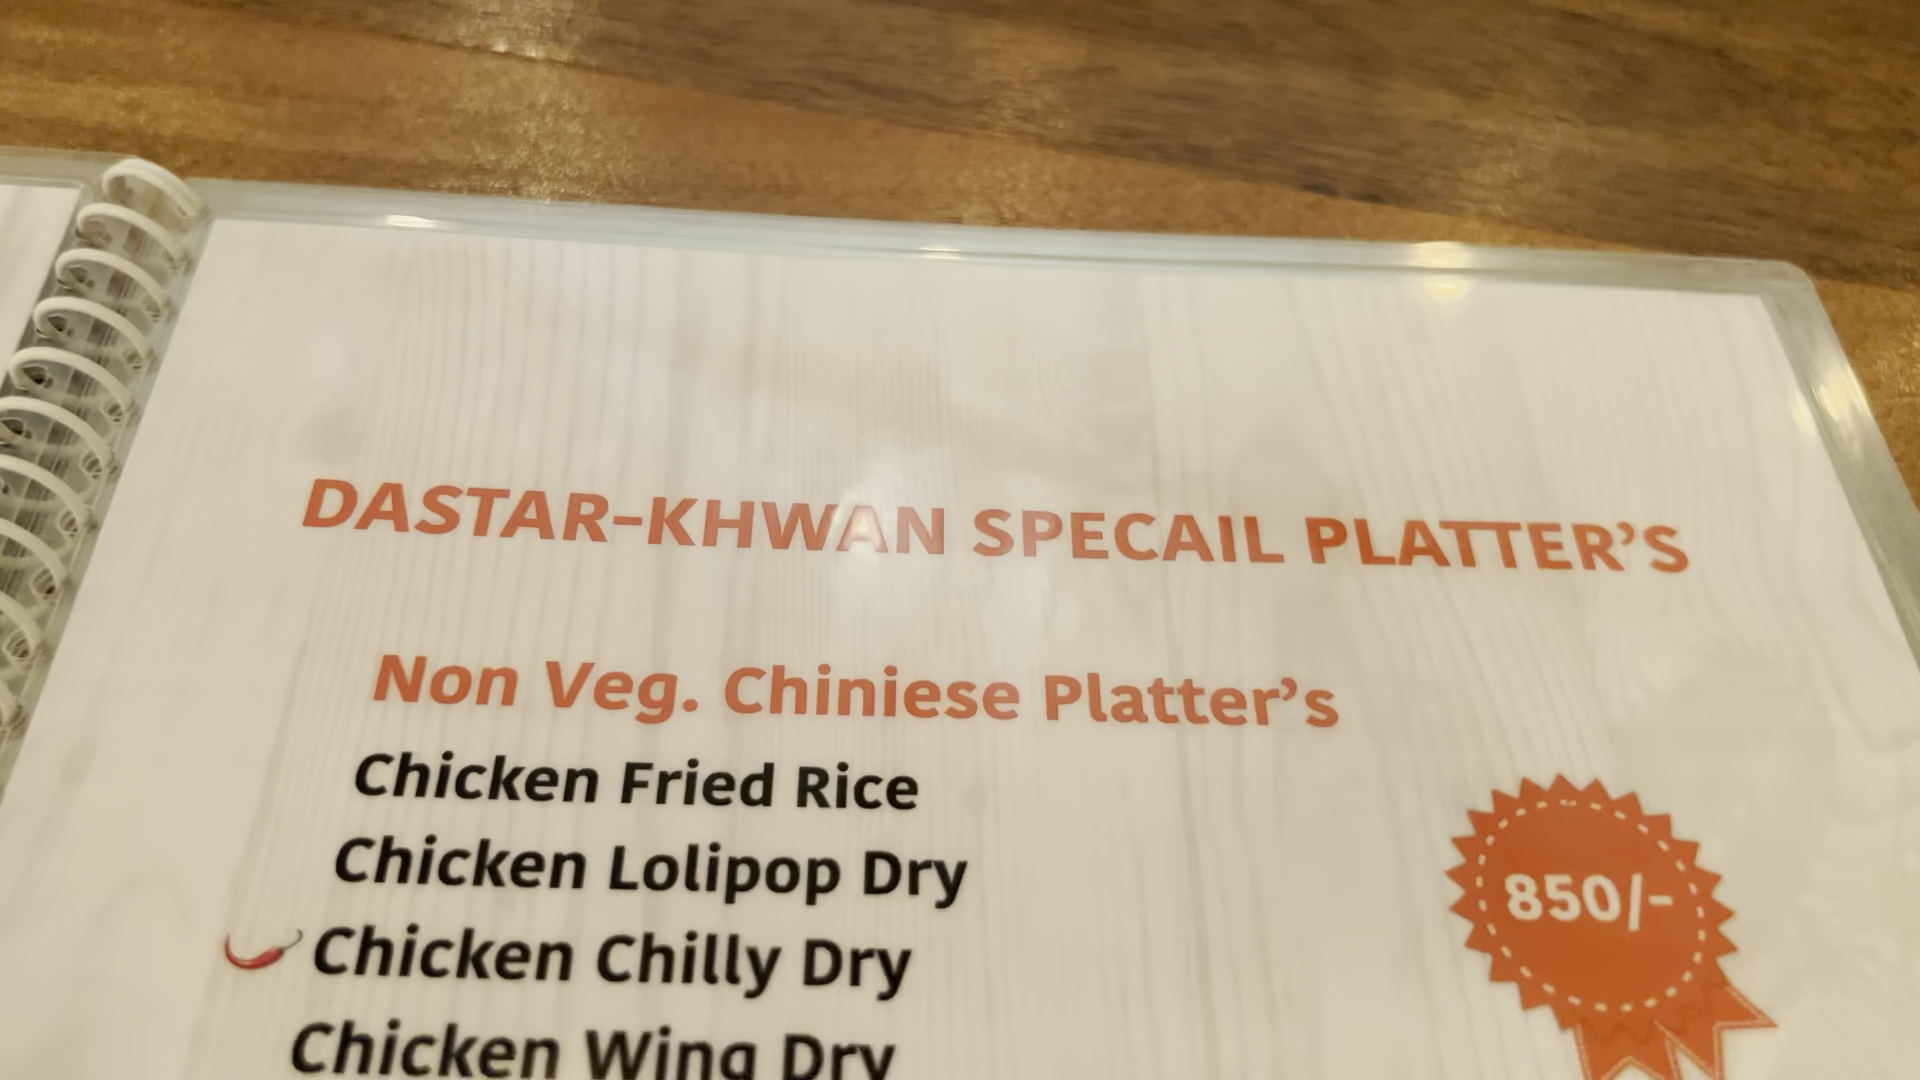 DASTAR-KHWAN SPECAIL PLATTER'S
Non Veg. Chiniese Platter's
Chicken Fried Rice
Chicken Lolipop Dry
850/-
Chicken Chilly Dry
Chicken Wing Dry